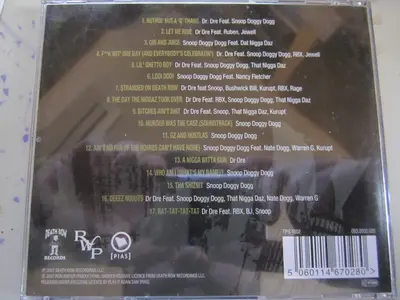 1. NUTHIN' BUT A 'G' THANG Dr Dre Feat. Snoop Doggy Dogg
2. LET ME RIDE Dr Dre Feat. Ruben, Jewell
3. GIN AND JUICE Snoop Doggy Dogg Feat. Dat Nigga Daz
4. F**K WIT' DRE DAY (AND EVERYBODY'S CELEBRATIN') Dr Dre Feat. Snoop Doggy Dogg, RBX, Jewell
5. LIL' GHETTO BOY Dr Dre Feat. Snoop Doggy Dogg, That Nigga Daz
6. LODI DODI Snoop Doggy Dogg Feat. Nancy Fletcher
7. STRANDED ON DEATH ROW Dr Dre Feat Snoop, Bushwick Bill, Kurupt, RBX, Rage
8. THE DAY THE NIGGAZ TOOK OVER Dr Dre Feat. RBX, Snoop Doggy Dogg, That Nigga Daz
9. BITCHES AIN'T SHIT Dr Dre Feat. Snoop, That Nigga Daz, Kurupt
10. MURDER WAS THE CASE (SOUNDTRACK) Snoop Doggy Dogg
11. GZ AND HUSTLAS Snoop Doggy Dogg
12. AIN'T NO FUN (IF THE HOMIES CAN'T HAVE NONE) Snoop Doggy Dogg Feat. Nate Dogg, Warren G, Kurupt
13. A NIGGA WITTA GUN Dr Dre
14. WHO AM I (WHAT'S MY NAME)? Snoop Doggy Dogg
15. THA SHIZNIT Snoop Doggy Dogg
16. DEEEZ NUUUTS Dr Dre Feat. Snoop Doggy Dogg, That Nigga Daz, Nate Dogg, Warren G
17. RAT-TAT-TAT-TAT Dr Dre Feat. RBX, BJ, Snoop
DEATH ROW
RECORDS
[PIAS]
5 060114 670280 >